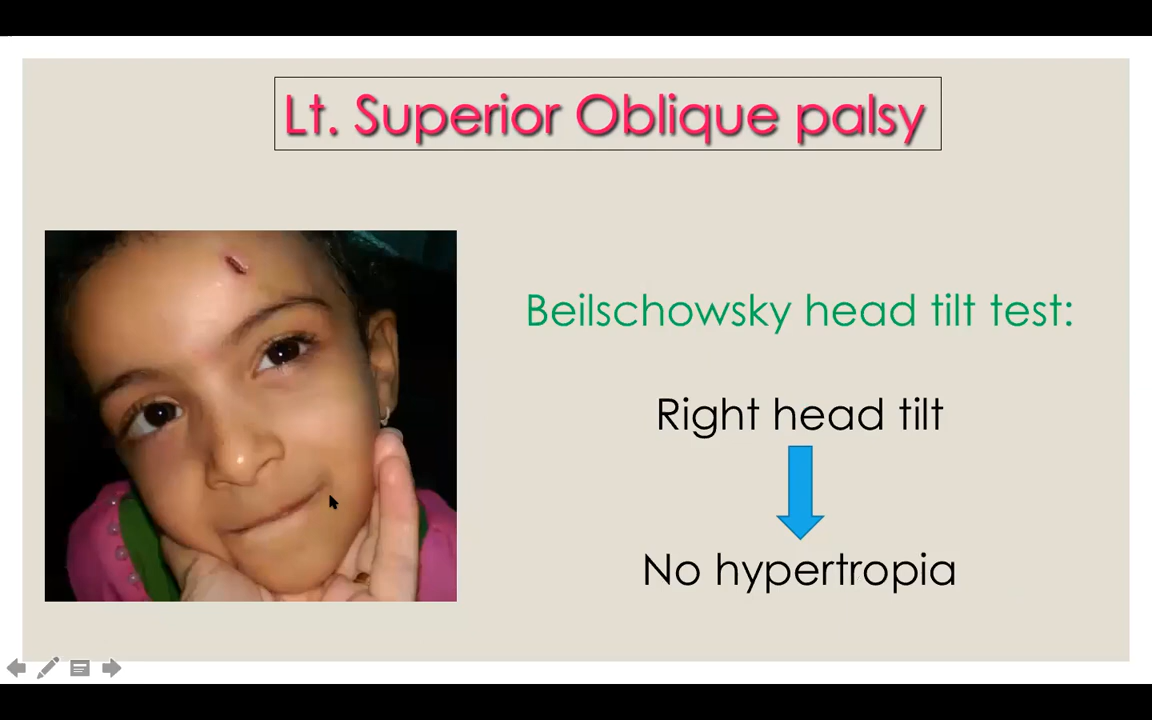 Lt. Superior Oblique palsy
Beilschowsky head tilt test:
Right head tilt
No hypertropia